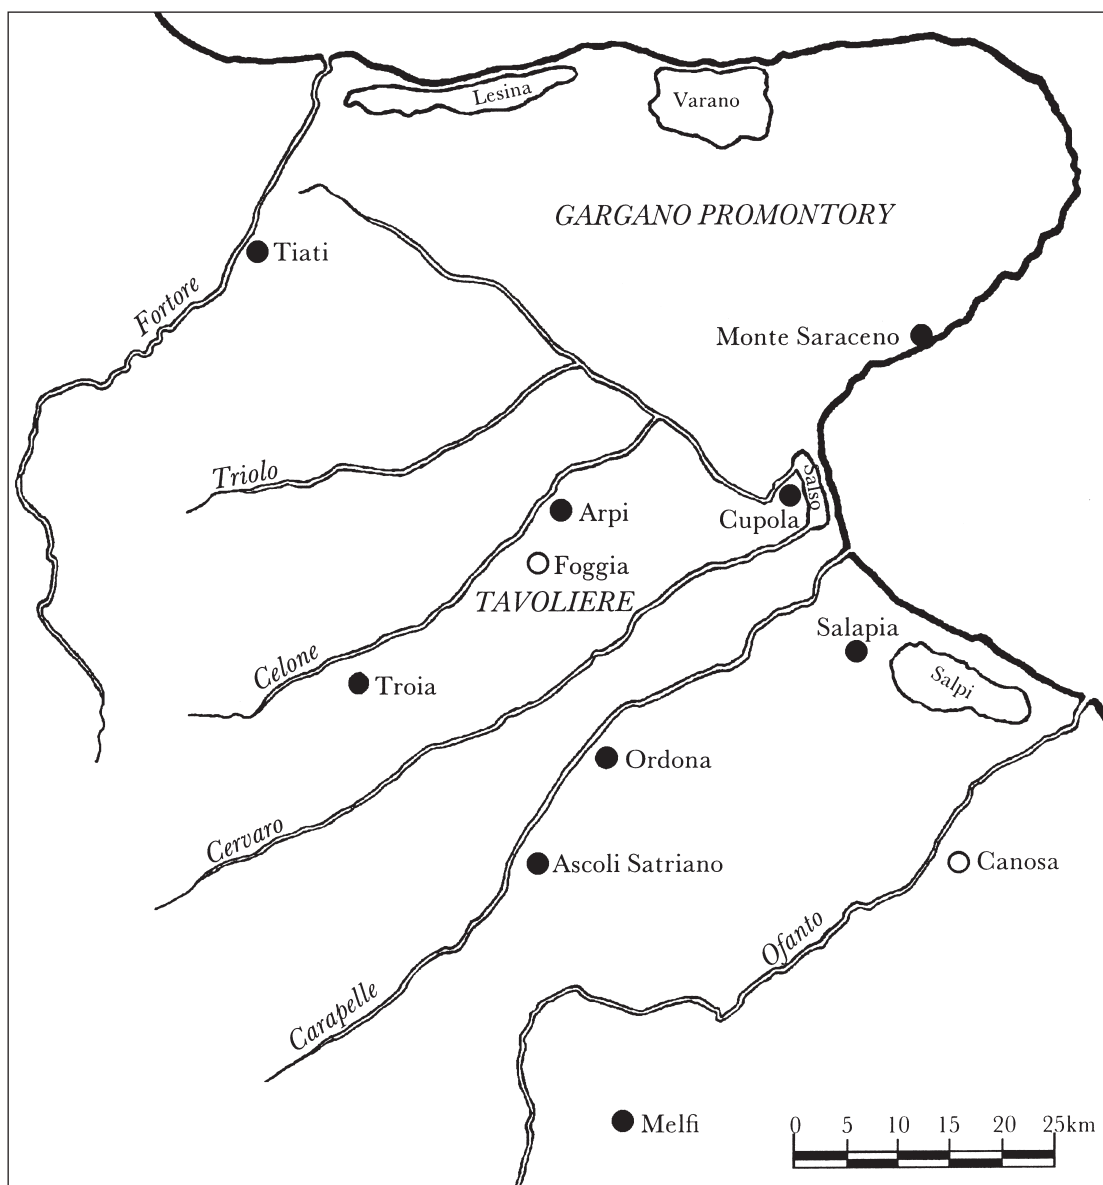 Lesina
Varano
GARGANO PROMONTORY
Tiati
Fortore
Monte Saraceno
Triolo
Salso
Arpi
Cupola
Foggia
TAVOLIERE
Salapia
Celone
Troia
Salpi
Ordona
Cervaro
Ascoli Satriano
Canosa
Ofanto
Carapelle
Melfi
0 5 10 15 20 25km